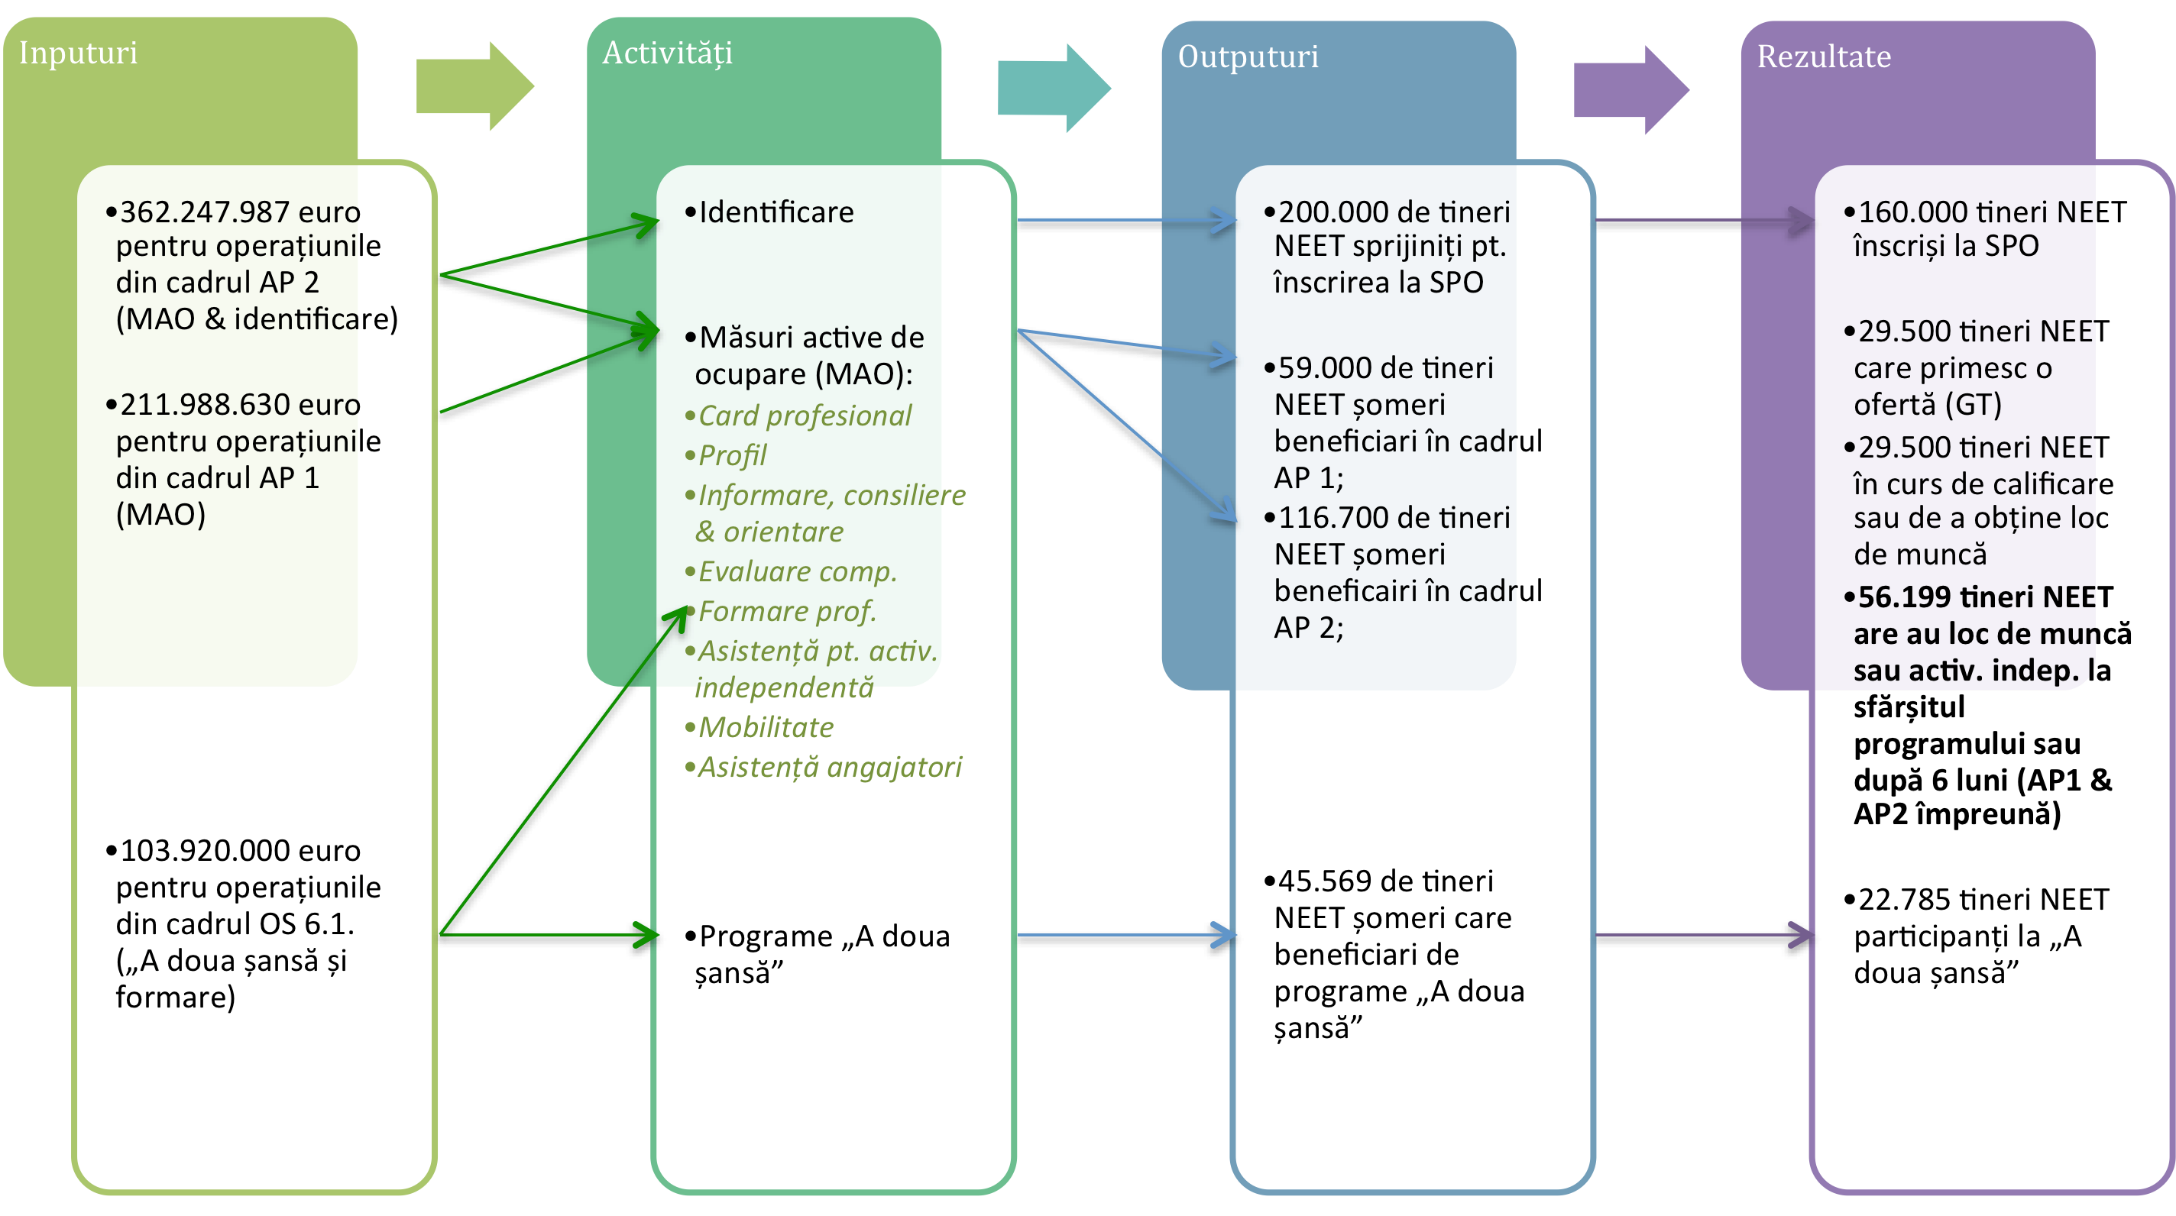 Inputuri
•362.247.987 euro
pentru operațiunile
din cadrul AP 2
(MAO & identificare)
•211.988.630 euro
pentru operațiunile
din cadrul AP 1
(MAO)
•103.920.000 euro
pentru operațiunile
din cadrul OS 6.1.
(„A doua șansă și
formare)
Activități
•Identificare
•Măsuri active de
ocupare (MAO):
•Card profesional
•Profil
•Informare, consiliere
& orientare
•Evaluare comp.
•Formare prof.
•Asistență pt. activ.
independentă
•Mobilitate
•Asistență angajatori
•Programe „A doua
șansă”
Outputuri
•200.000 de tineri
NEET sprijiniți pt.
înscrirea la SPO
•59.000 de tineri
NEET șomeri
beneficiari în cadrul
AP 1;
•116.700 de tineri
NEET șomeri
beneficairi în cadrul
AP 2;
•45.569 de tineri
NEET șomeri care
beneficiari de
programe „A doua
șansă”
Rezultate
•160.000 tineri NEET
înscriși la SPO
•29.500 tineri NEET
care primesc o
ofertă (GT)
•29.500 tineri NEET
în curs de calificare
sau de a obține loc
de muncă
•56.199 tineri NEET
are au loc de muncă
sau activ. indep. la
sfărșitul
programului sau
după 6 luni (AP1 &
AP2 împreună)
•22.785 tineri NEET
participanți la „A
doua șansă”